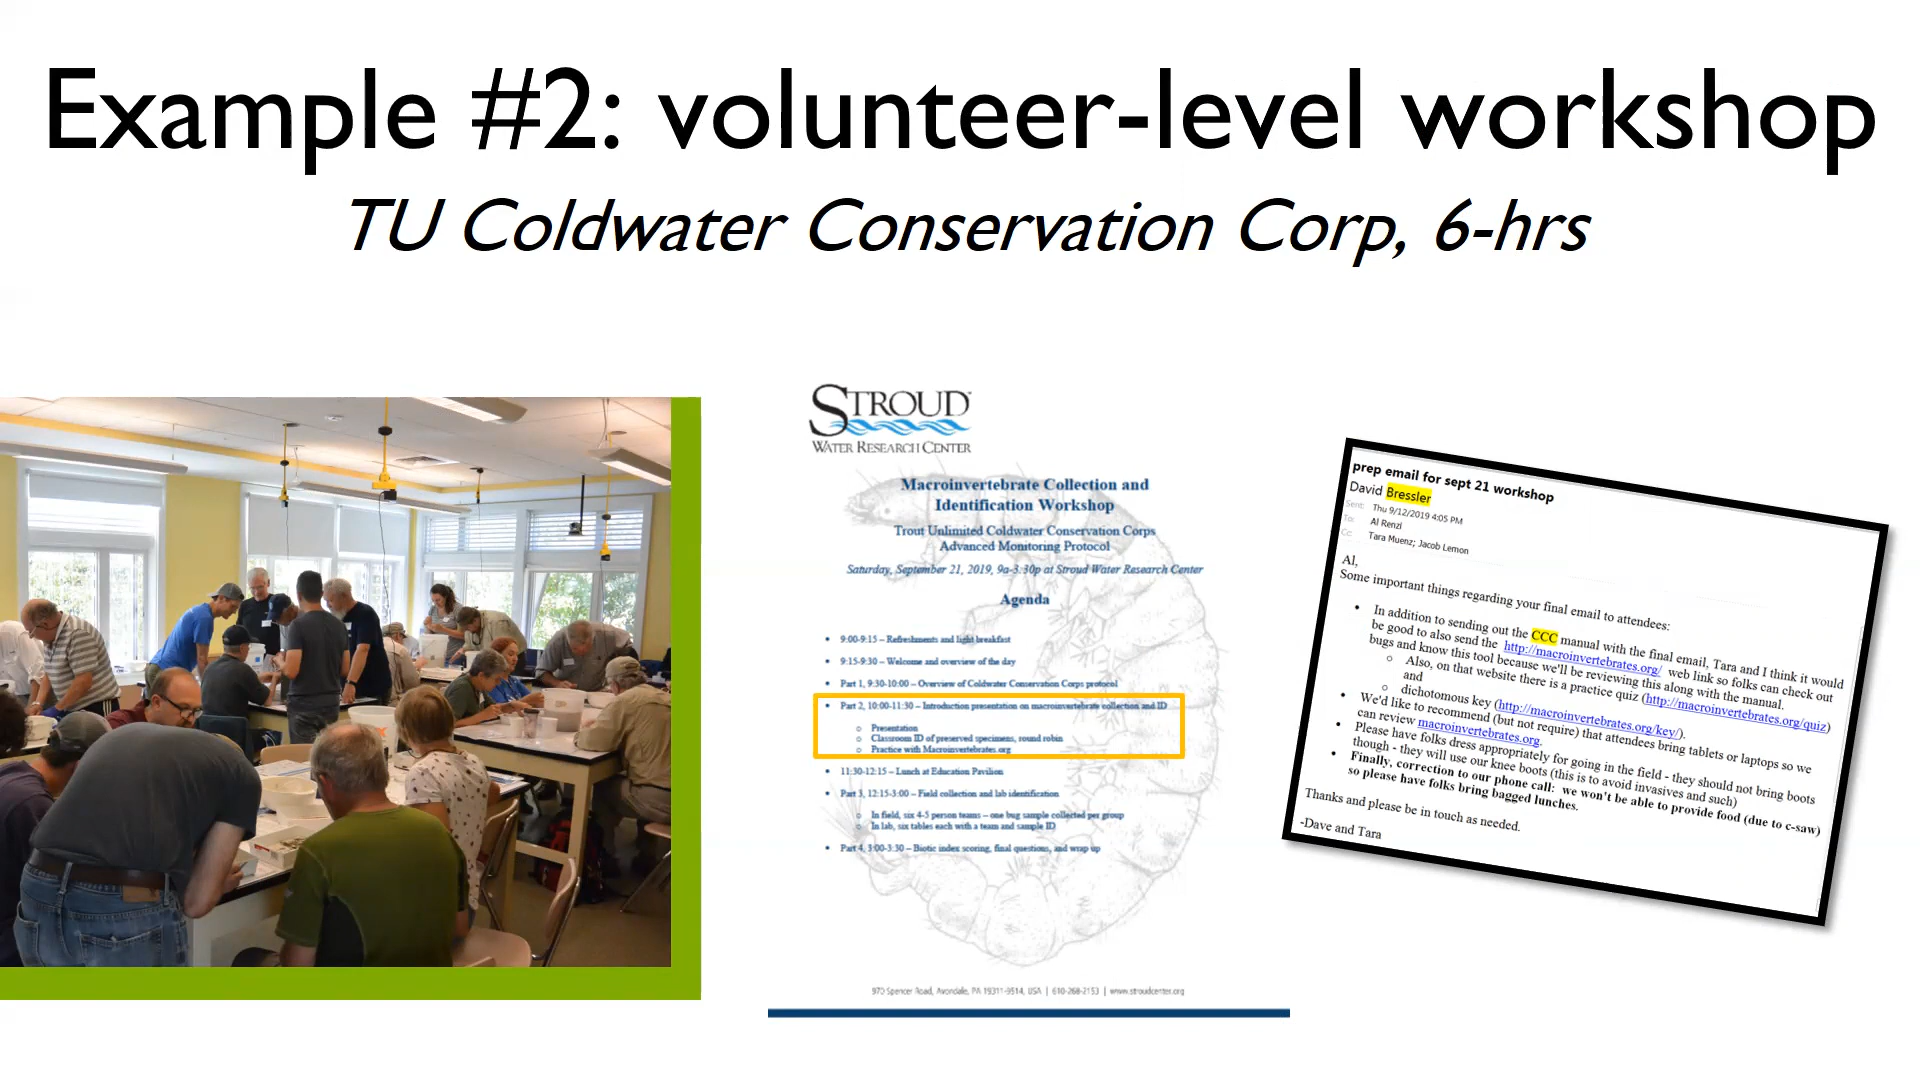 Example #2: volunteer-level workshop
TU Coldwater Conservation Corp, 6-hrs
STROUD
WATER RESEARCH CENTER
Macroinvertebrate Collection and
Identification Workshop
Trout Unlimited Coldwater Conservation Corps
Advanced Monitoring Protocol
Saturday, September 21, 2019, 9a-3:30p at Stroud Water Research Center
Agenda
• 9:00-9:15 – Refreshments and light breakfast
• 9:15-9:30 – Welcome and overview of the day
• Part 1, 9:30-10:00 – Overview of Coldwater Conservation Corps protocol
• Part 2, 10:00-11:30 – Introduction presentation on macroinvertebrate collection and ID
o Presentation
o Classroom ID of preserved specimens, round robin
o Practice with Macroinvertebrates.org
• 11:30-12:15 – Lunch at Education Pavilion
• Part 3, 12:15-3:00 – Field collection and lab identification
o In field, six 4-5 person teams – one bug sample collected per group
o In lab, six tables each with a team and sample ID
• Part 4, 3:00-3:30 – Biotic index scoring, final questions, and wrap up
970 Spencer Road, Avondale, PA 19311-9514, USA | 610-268-2153 | www.stroudcenter.org
prep email for sept 21 workshop
David Bressler
Sent: Thu 9/12/2019 4:05 PM
To: Al Renzi
Cc: Tara Muenz; Jacob Lemon
Al,
Some important things regarding your final email to attendees:
• In addition to sending out the CCC manual with the final email, Tara and I think it would
be good to also send the http://macroinvertebrates.org/ web link so folks can check out
bugs and know this tool because we'll be reviewing this along with the manual.
o Also, on that website there is a practice quiz (http://macroinvertebrates.org/quiz)
and
o dichotomous key (http://macroinvertebrates.org/key/).
• We'd like to recommend (but not require) that attendees bring tablets or laptops so we
can review macroinvertebrates.org.
• Please have folks dress appropriately for going in the field - they should not bring boots
though - they will use our knee boots (this is to avoid invasives and such)
• Finally, correction to our phone call: we won't be able to provide food (due to c-saw)
so please have folks bring bagged lunches.
Thanks and please be in touch as needed.
-Dave and Tara